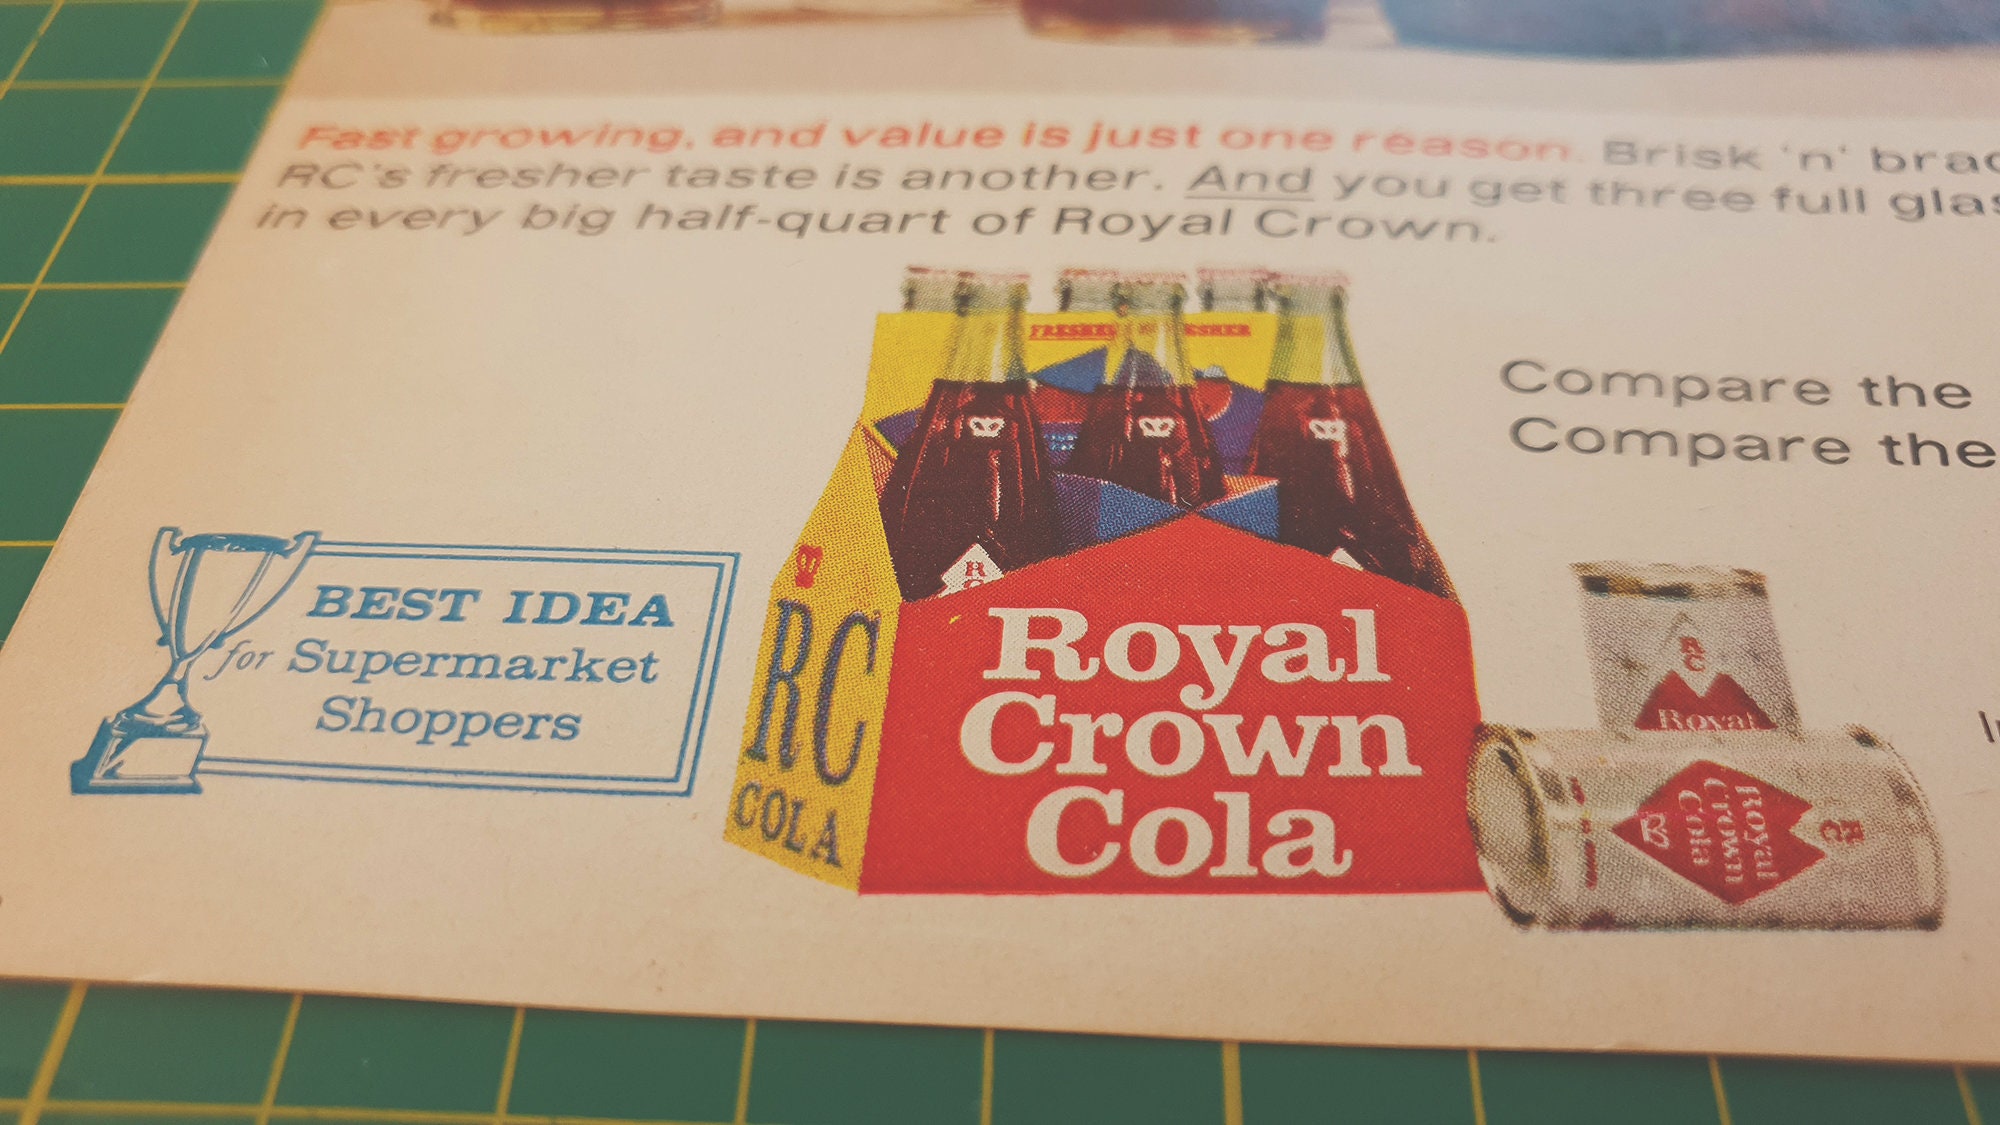 Fast growing, and value is just one reason. Brisk 'n'
RC's fresher taste is another. And you get three full
in every big half-quart of Royal Crown.
Compare the
Compare the
BEST IDEA
for Supermarket
Shoppers
RC
COLA
RC
Royal
Crown
Cola
RC
Royal
Royal
Crown
Cola
RC